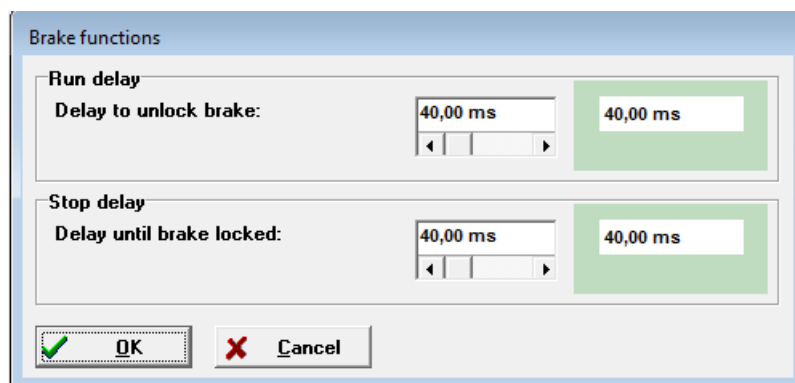 Brake functions
Run delay
Delay to unlock brake: 40,00 ms 40,00 ms
Stop delay
Delay until brake locked: 40,00 ms 40,00 ms
OK Cancel